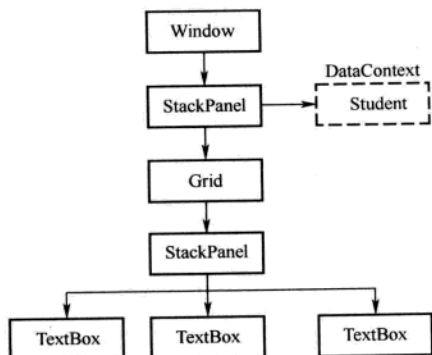 Window
DataContext
StackPanel
Student
Grid
StackPanel
TextBox
TextBox
TextBox